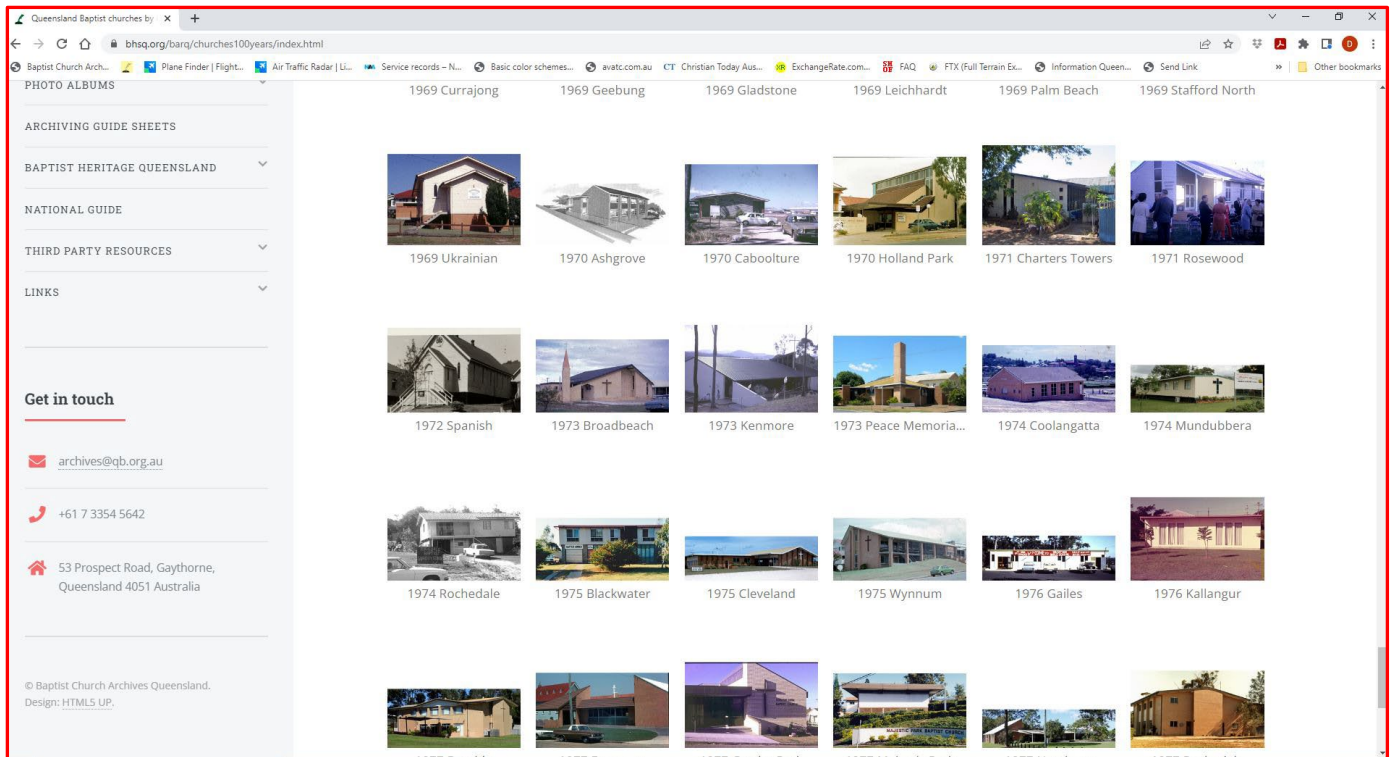 Queensland Baptist churches by
bhsq.org/barq/churches100years/index.html
Baptist Church Arch... Plane Finder | Flight... Air Traffic Radar | Li... Service records – N... Basic color schemes... avatc.com.au CT Christian Today Aus... XR ExchangeRate.com... FAQ FTX (Full Terrain Ex... Information Queen... Send Link » Other bookmarks
PHOTO ALBUMS
ARCHIVING GUIDE SHEETS
BAPTIST HERITAGE QUEENSLAND
NATIONAL GUIDE
THIRD PARTY RESOURCES
LINKS
Get in touch
archives@qb.org.au
+61 7 3354 5642
53 Prospect Road, Gaythorne,
Queensland 4051 Australia
© Baptist Church Archives Queensland.
Design: HTML5 UP.
1969 Currajong 1969 Geebung 1969 Gladstone 1969 Leichhardt 1969 Palm Beach 1969 Stafford North
1969 Ukrainian 1970 Ashgrove 1970 Caboolture 1970 Holland Park 1971 Charters Towers 1971 Rosewood
1972 Spanish 1973 Broadbeach 1973 Kenmore 1973 Peace Memoria... 1974 Coolangatta 1974 Mundubbera
1974 Rochedale 1975 Blackwater 1975 Cleveland 1975 Wynnum 1976 Gailes 1976 Kallangur
MAJESTIC PARK BAPTIST CHURCH